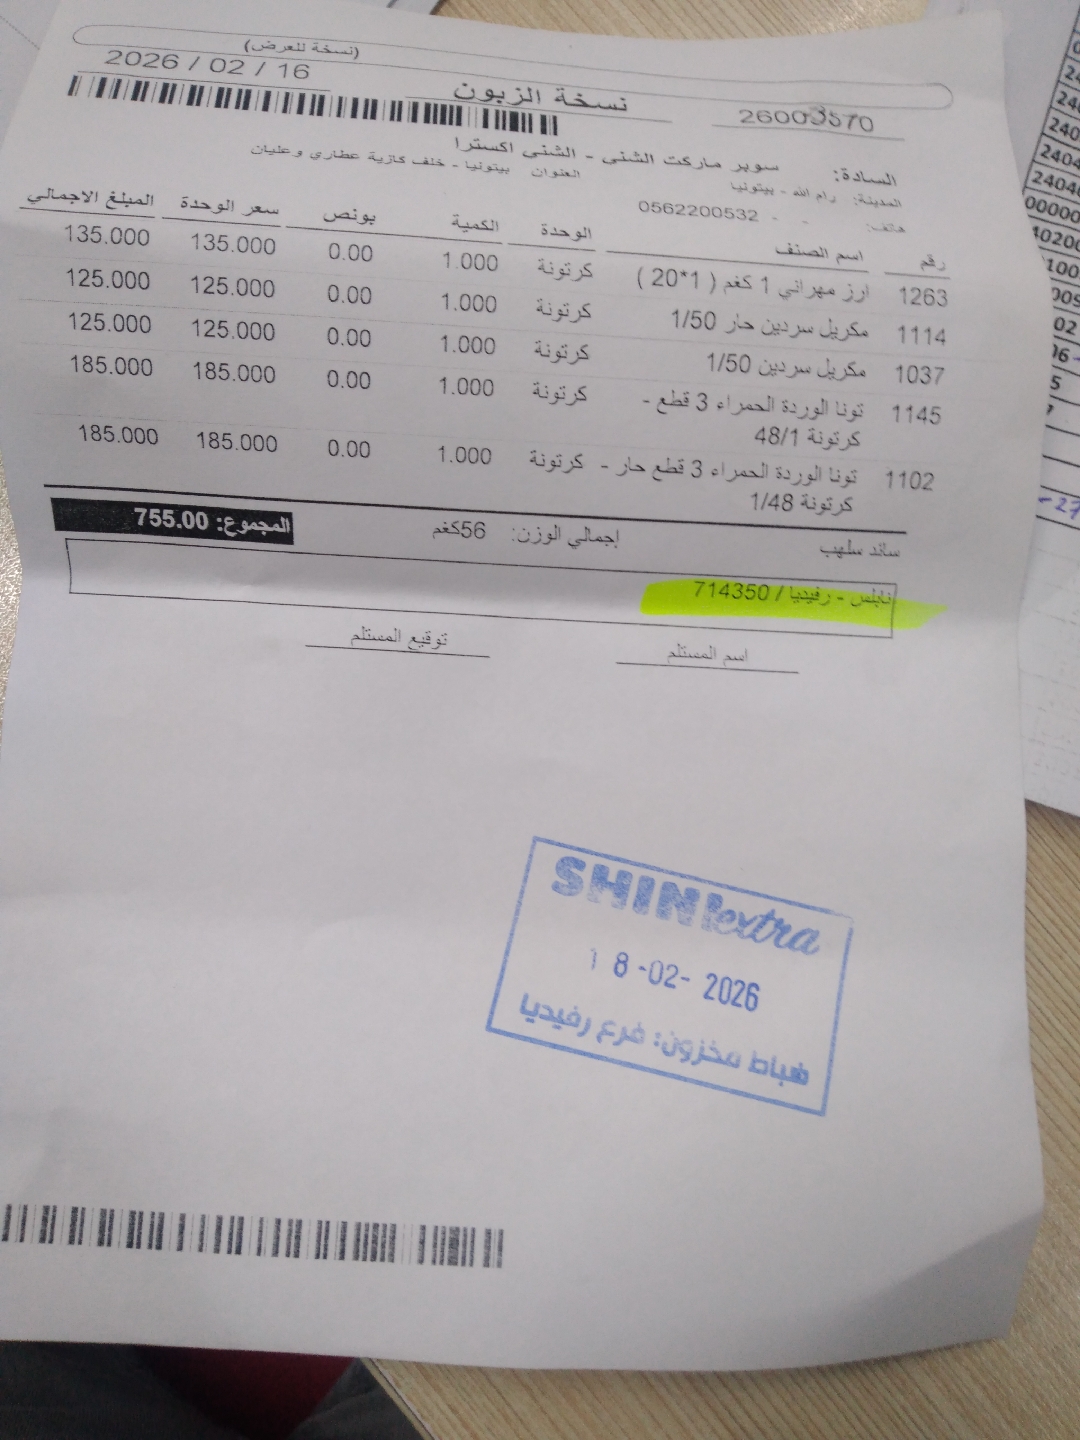 (نسخة للعرض)
2026 / 02 / 16
نسخة الزبون
26003570
السادة: سوبر ماركت الشني - الشني اكسترا
المدينة: رام الله - بيتونيا العنوان بيتونيا - خلف كازية عطاري وعليان
هاتف: - - 0562200532
رقم اسم الصنف الوحدة الكمية بونص سعر الوحدة المبلغ الاجمالي
1263 ارز مهراني 1 كغم ( 1*20 ) كرتونة 1.000 0.00 135.000 135.000
1114 مكريل سردين حار 1/50 كرتونة 1.000 0.00 125.000 125.000
1037 مكريل سردين 1/50 كرتونة 1.000 0.00 125.000 125.000
1145 تونا الوردة الحمراء 3 قطع - كرتونة 1.000 0.00 185.000 185.000
كرتونة 48/1
1102 تونا الوردة الحمراء 3 قطع حار - كرتونة 1.000 0.00 185.000 185.000
كرتونة 1/48
سائد سلهب إجمالي الوزن: 56كغم المجموع: 755.00
نابلس - رفيديا / 714350
اسم المستلم توقيع المستلم
SHINI extra
18-02-2026
ضباط مخزون: فرع رفيديا